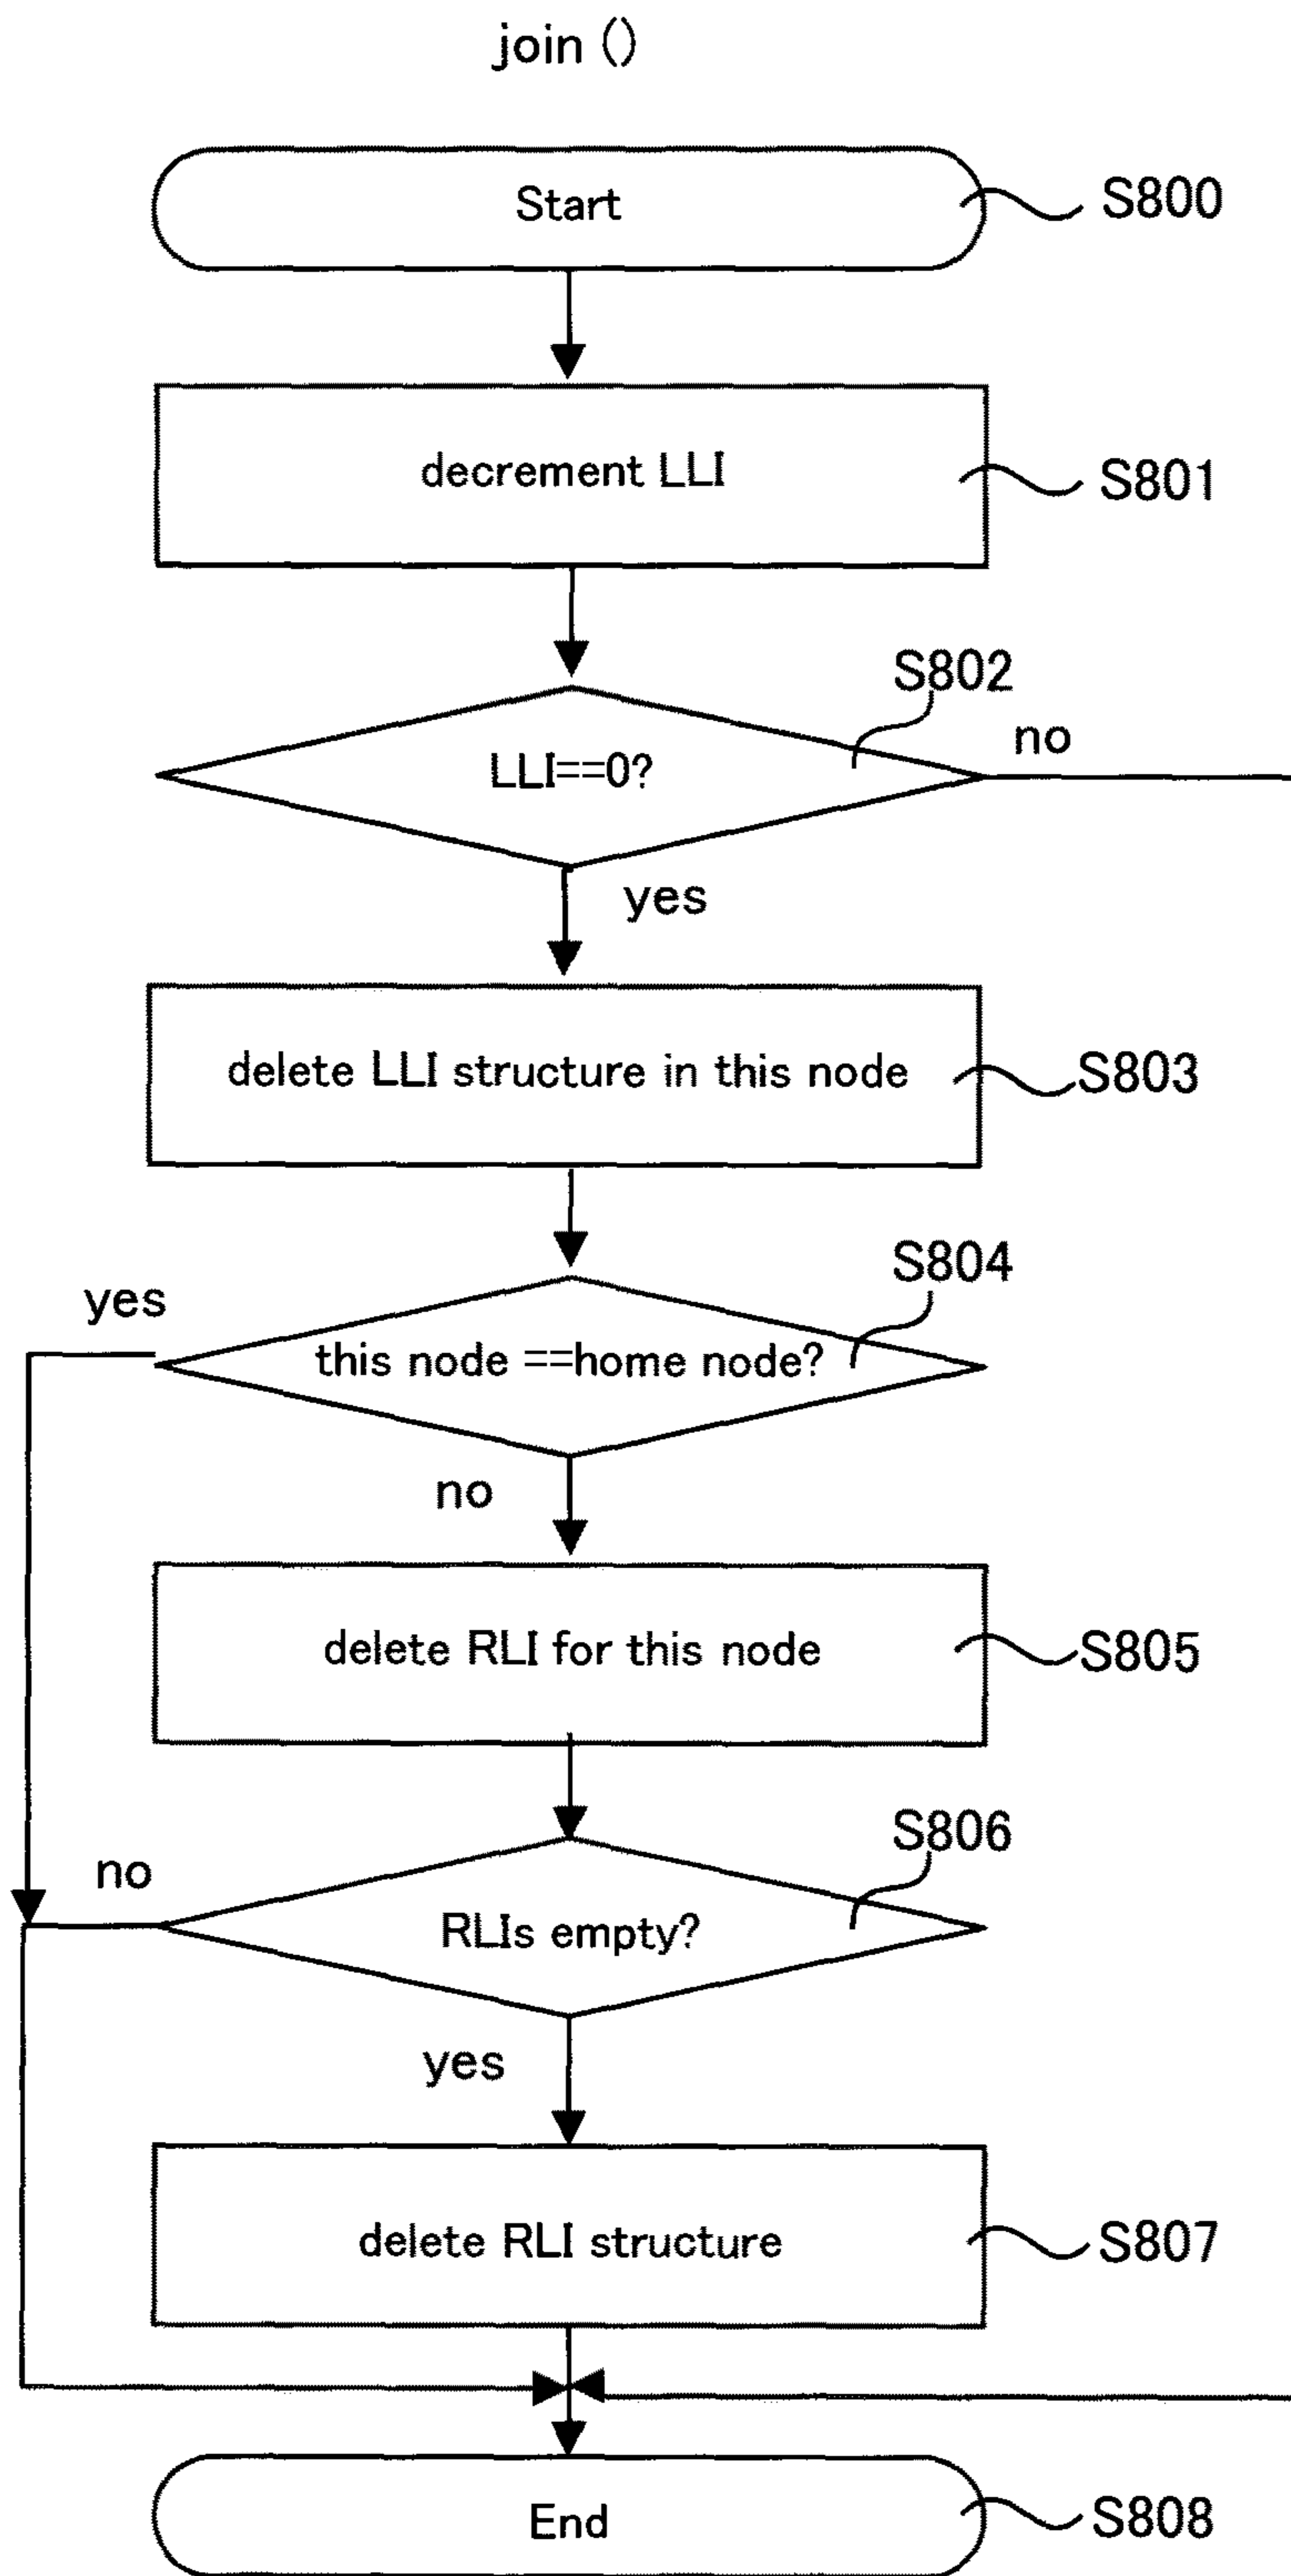 join ()
Start
S800
decrement LLI
S801
S802
LLI==0?
no
yes
delete LLI structure in this node
S803
S804
yes
this node ==home node?
no
delete RLI for this node
S805
S806
no
RLIs empty?
yes
delete RLI structure
S807
End
S808